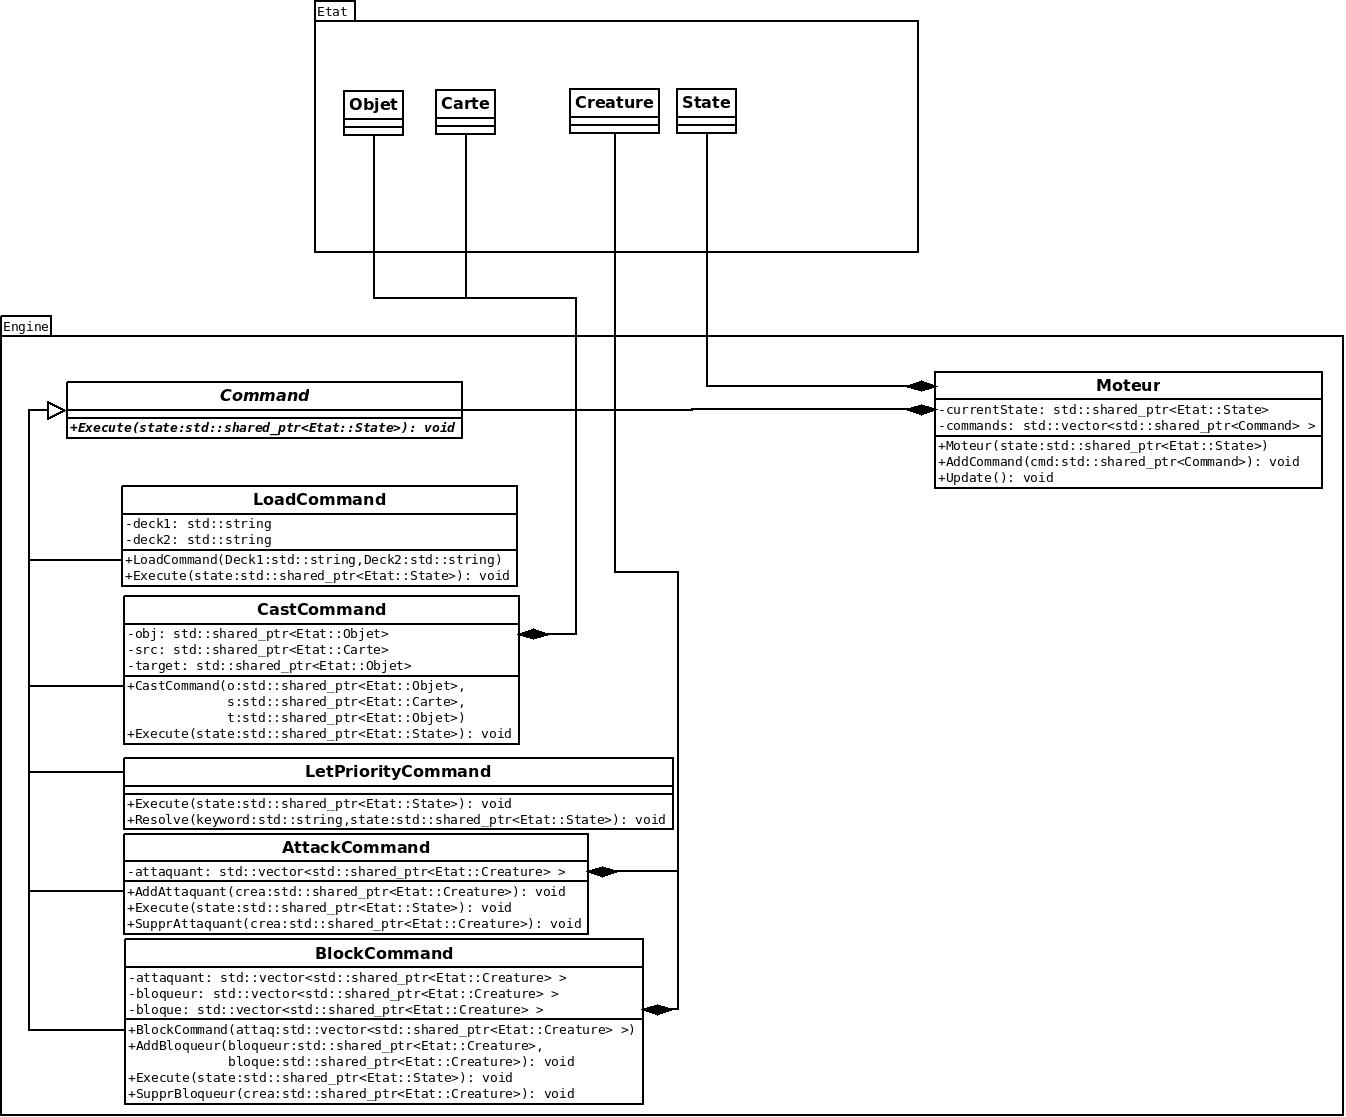 Etat
Objet
Carte
Creature
State
Engine
Command
+Execute(state:std::shared_ptr<Etat::State>): void
Moteur
-currentState: std::shared_ptr<Etat::State>
-commands: std::vector<std::shared_ptr<Command> >
+Moteur(state:std::shared_ptr<Etat::State>)
+AddCommand(cmd:std::shared_ptr<Command>): void
+Update(): void
LoadCommand
-deck1: std::string
-deck2: std::string
+LoadCommand(Deck1:std::string,Deck2:std::string)
+Execute(state:std::shared_ptr<Etat::State>): void
CastCommand
-obj: std::shared_ptr<Etat::Objet>
-src: std::shared_ptr<Etat::Carte>
-target: std::shared_ptr<Etat::Objet>
+CastCommand(o:std::shared_ptr<Etat::Objet>,
s:std::shared_ptr<Etat::Carte>,
t:std::shared_ptr<Etat::Objet>)
+Execute(state:std::shared_ptr<Etat::State>): void
LetPriorityCommand
+Execute(state:std::shared_ptr<Etat::State>): void
+Resolve(keyword:std::string,state:std::shared_ptr<Etat::State>): void
AttackCommand
-attaquant: std::vector<std::shared_ptr<Etat::Creature> >
+AddAttaquant(crea:std::shared_ptr<Etat::Creature>): void
+Execute(state:std::shared_ptr<Etat::State>): void
+SupprAttaquant(crea:std::shared_ptr<Etat::Creature>): void
BlockCommand
-attaquant: std::vector<std::shared_ptr<Etat::Creature> >
-bloqueur: std::vector<std::shared_ptr<Etat::Creature> >
-bloque: std::vector<std::shared_ptr<Etat::Creature> >
+BlockCommand(attaq:std::vector<std::shared_ptr<Etat::Creature> >)
+AddBloqueur(bloqueur:std::shared_ptr<Etat::Creature>,
bloque:std::shared_ptr<Etat::Creature>): void
+Execute(state:std::shared_ptr<Etat::State>): void
+SupprBloqueur(crea:std::shared_ptr<Etat::Creature>): void